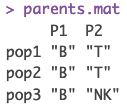 > parents.mat
     P1  P2
pop1 "B" "T"
pop2 "B" "T"
pop3 "B" "NK"